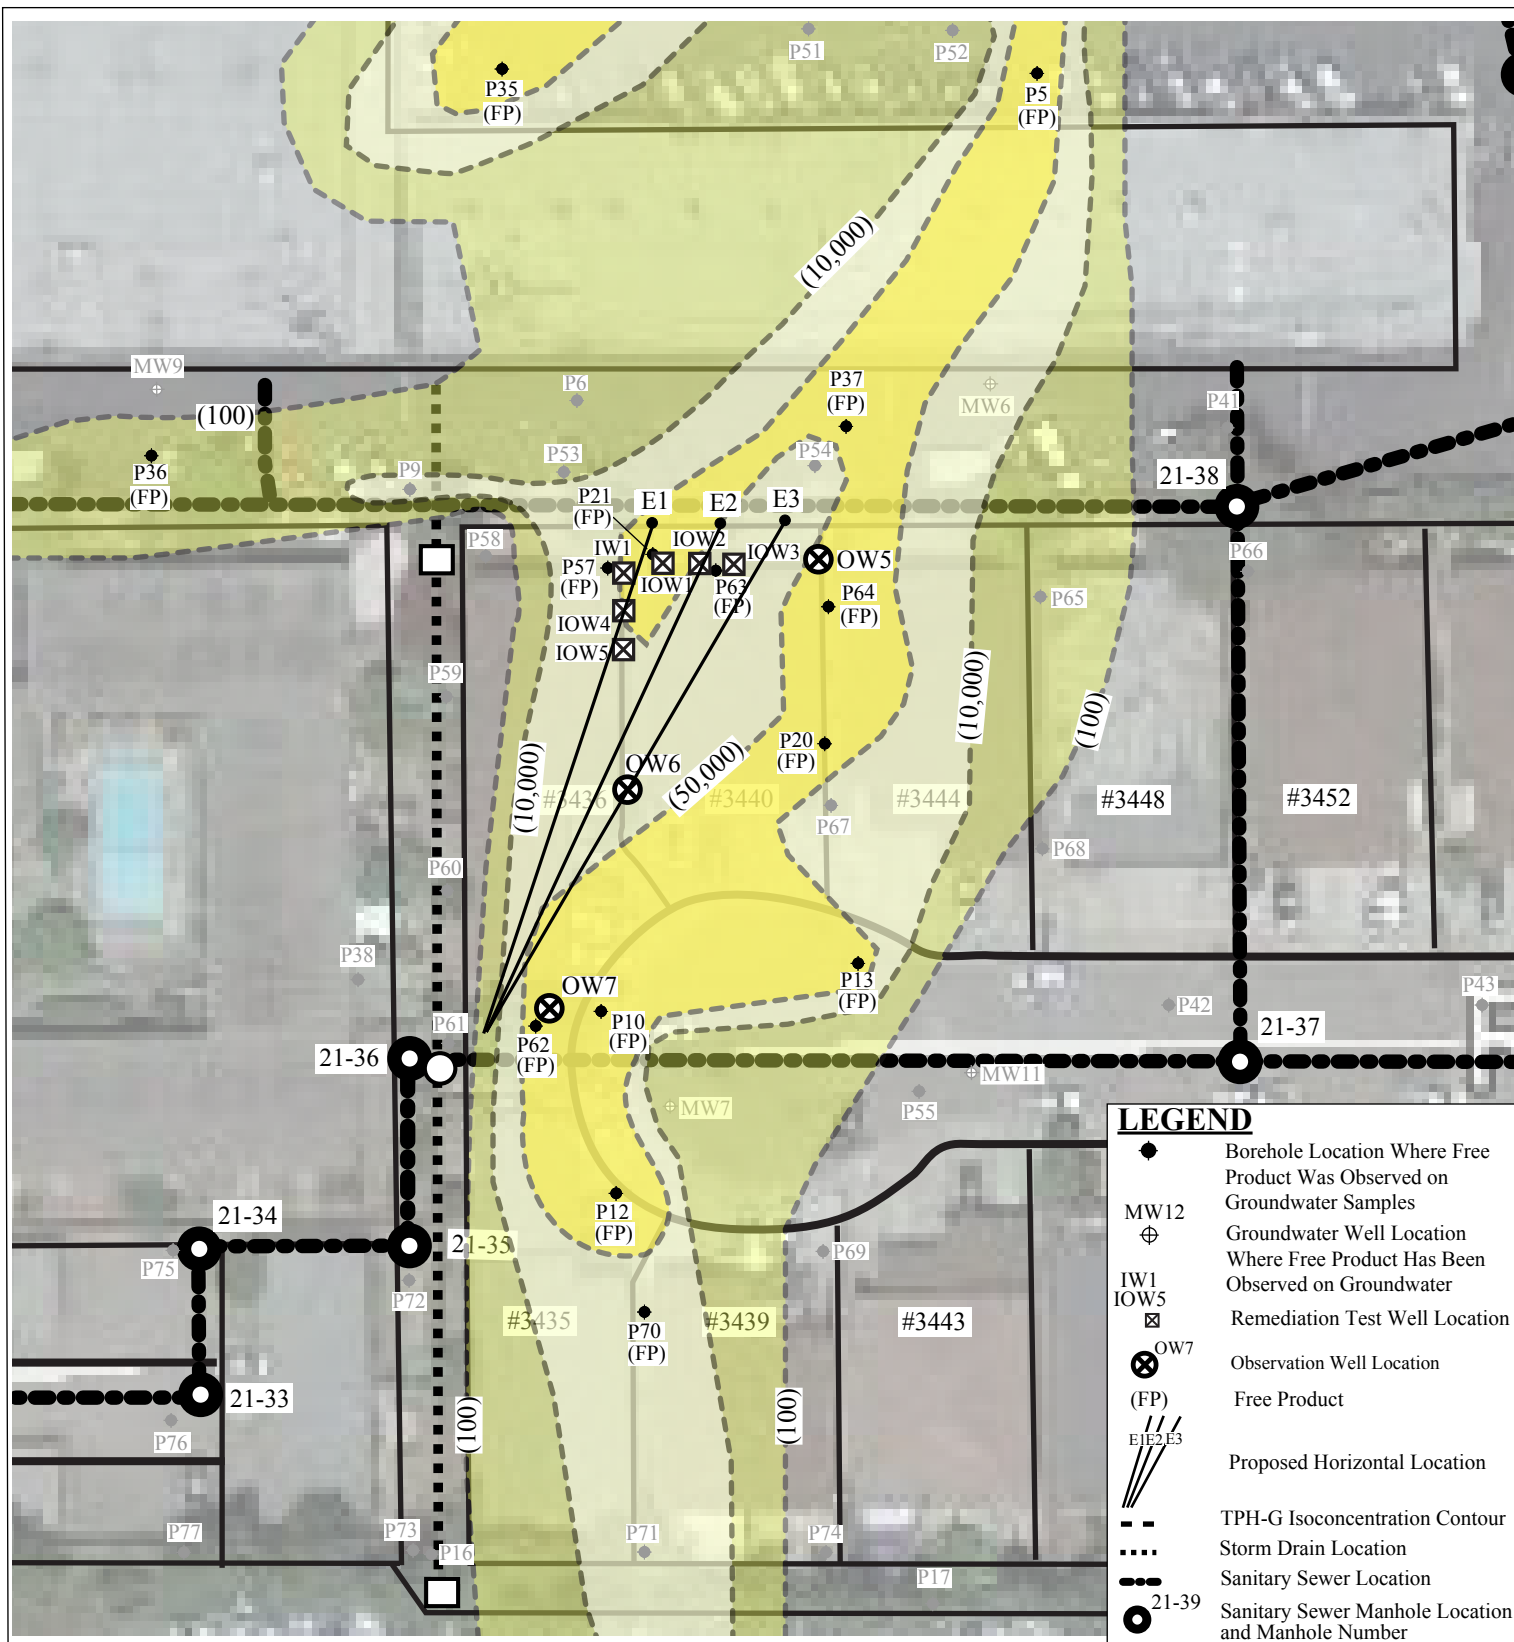 P51
P52
P35
(FP)
P5
(FP)
(10,000)
MW9
P6
P37
(FP)
MW6
P41
(100)
P36
(FP)
P9
P53
P54
21-38
P21
(FP)
E1
E2
E3
P58
IW1
IOW2
IOW3
OW5
P66
P57
(FP)
IOW1
P63
(FP)
P64
(FP)
P65
IOW4
IOW5
P59
(10,000)
(100)
P20
(FP)
OW6
(50,000)
(10,000)
#3436
#3440
#3444
#3448
#3452
P67
P60
P68
P38
OW7
P13
(FP)
P42
P43
P61
P10
(FP)
21-37
21-36
P62
(FP)
MW11
MW7
P55
P12
(FP)
21-34
21-35
P75
P69
P72
#3435
P70
(FP)
#3439
#3443
21-33
(100)
(100)
P76
P77
P73
P16
P71
P74
P17
LEGEND
Borehole Location Where Free
Product Was Observed on
Groundwater Samples
MW12
Groundwater Well Location
Where Free Product Has Been
Observed on Groundwater
IW1
IOW5
Remediation Test Well Location
OW7
Observation Well Location
(FP) Free Product
E1E2E3
Proposed Horizontal Location
TPH-G Isoconcentration Contour
Storm Drain Location
Sanitary Sewer Location
21-39
Sanitary Sewer Manhole Location
and Manhole Number